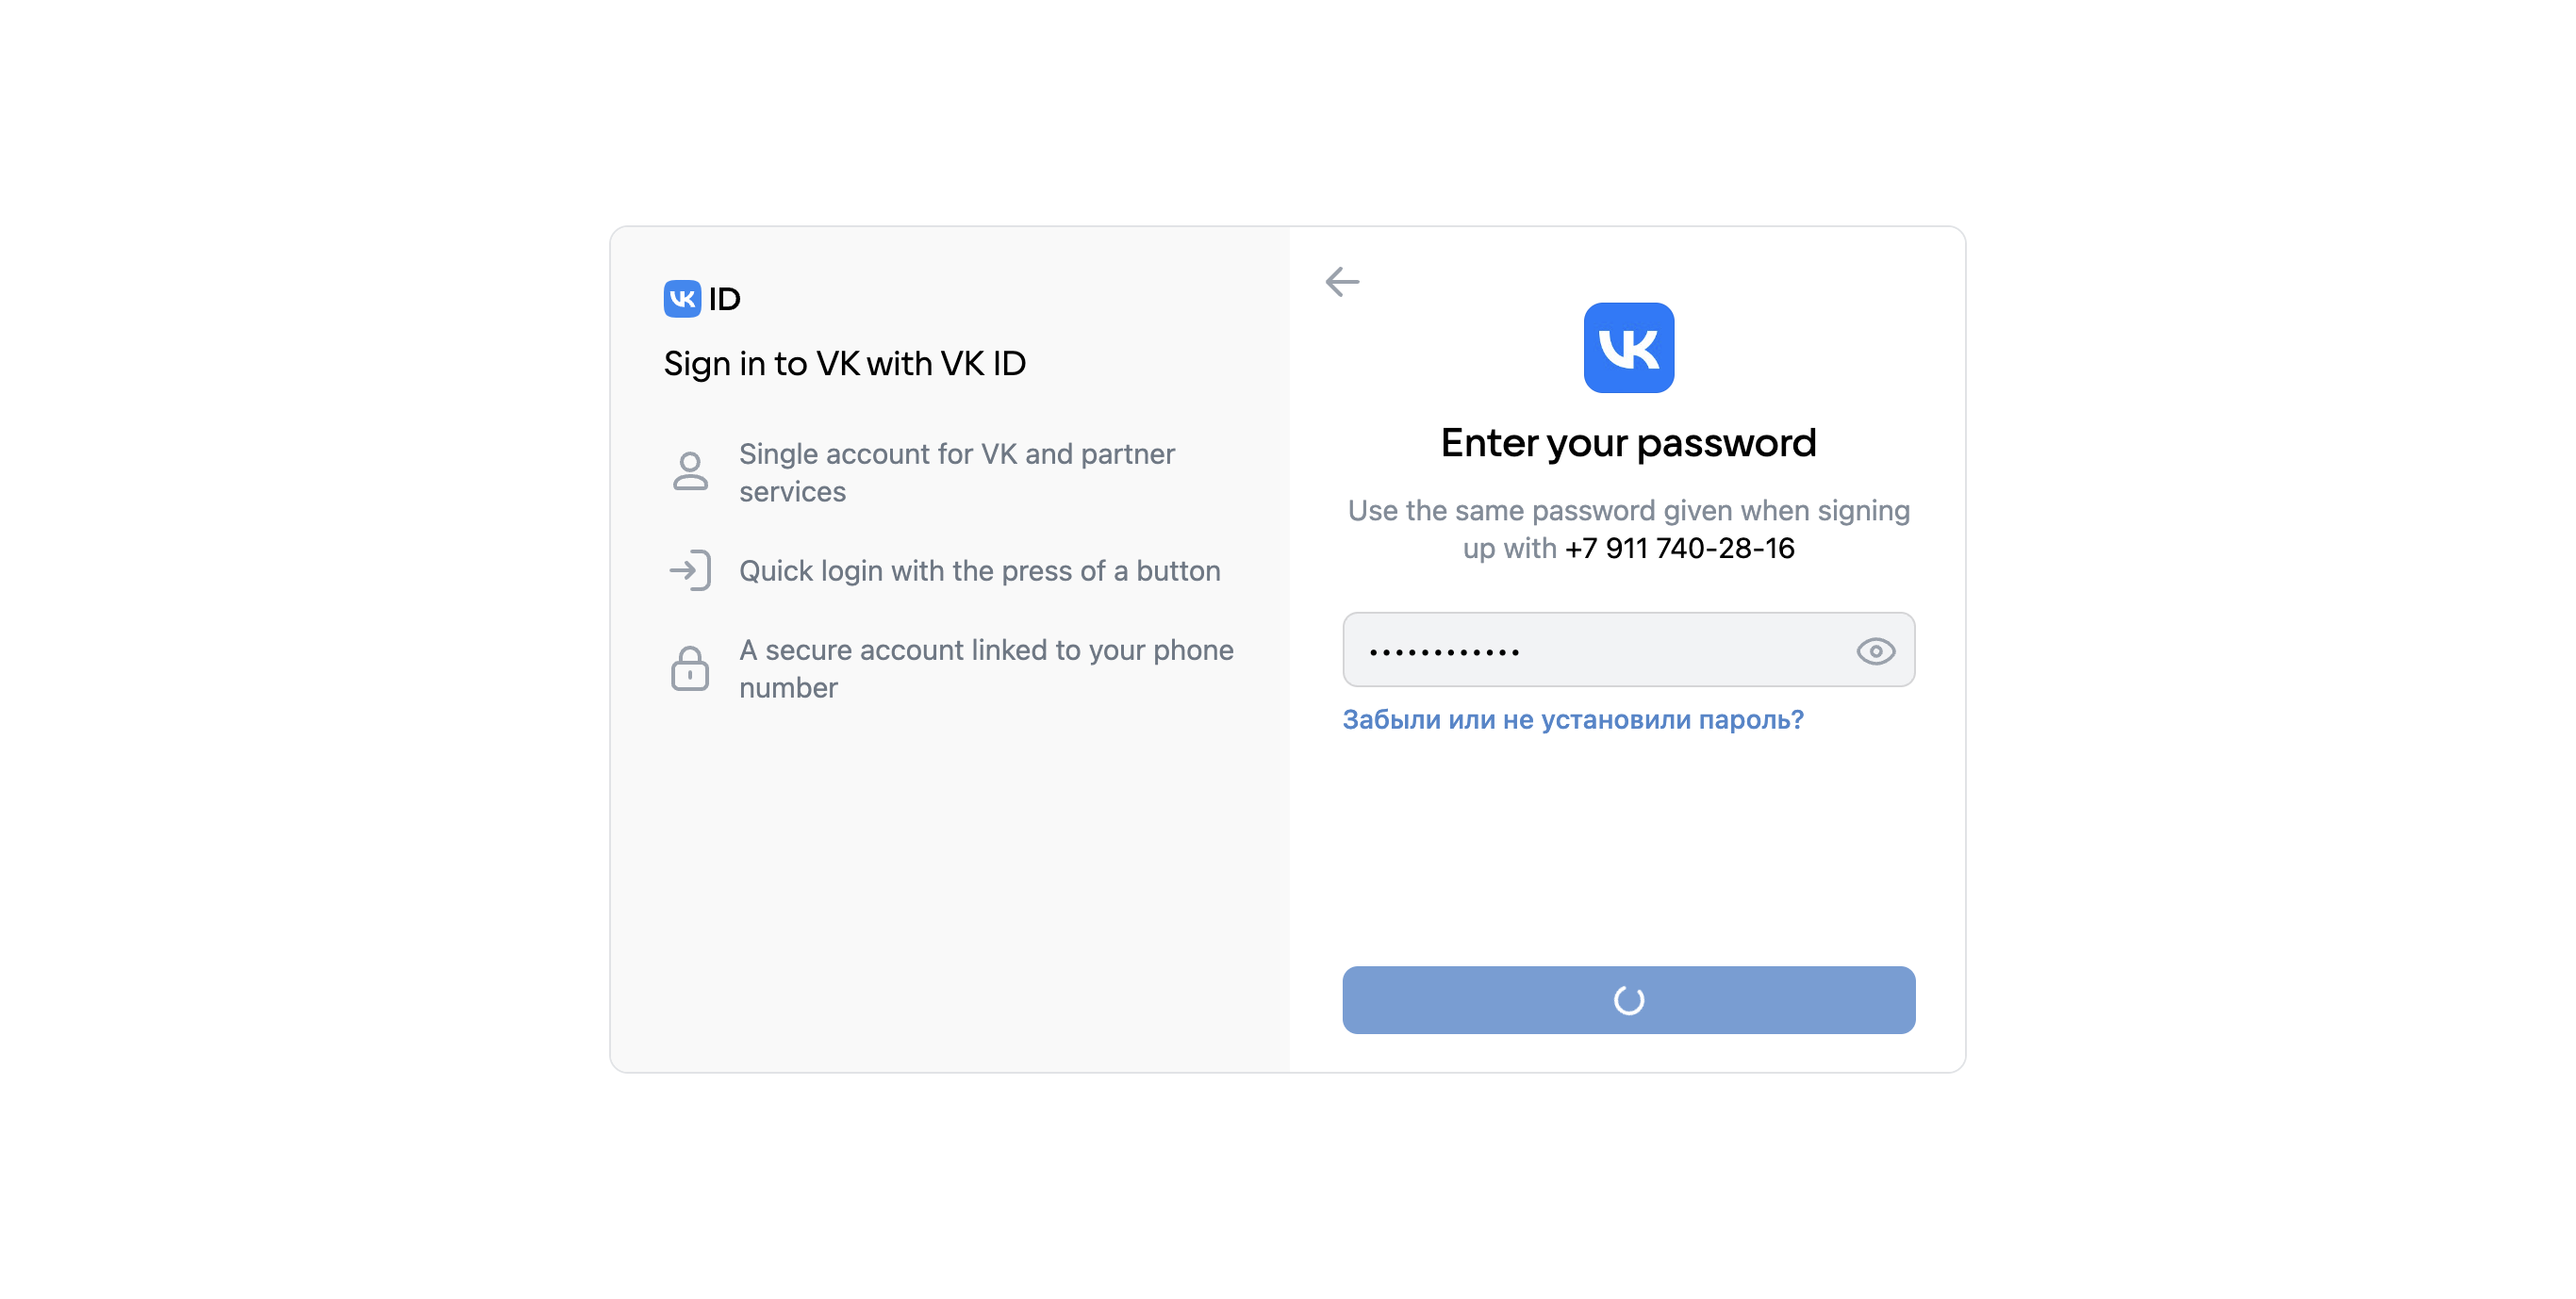 VK ID
Sign in to VK with VK ID
Single account for VK and partner
services
Quick login with the press of a button
A secure account linked to your phone
number
VK
Enter your password
Use the same password given when signing
up with +7 911 740-28-16
••••••••••••
Забыли или не установили пароль?